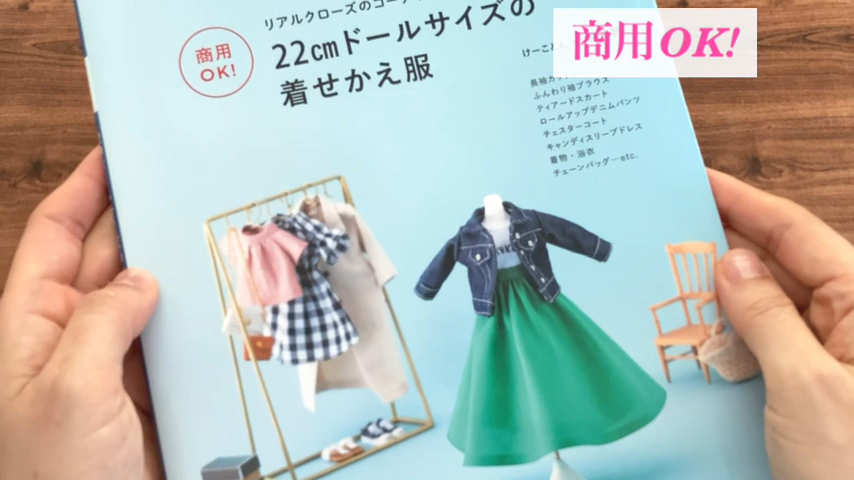 リアルクローズのコーデ
商用
OK!
22cmドールサイズの
着せかえ服
商用OK!
けーことん
長袖カ
ふんわり袖ブラウス
ティアードスカート
ロールアップデニムパンツ
チェスターコート
キャンディスリーブドレス
着物・浴衣
チェーンバッグ…etc.